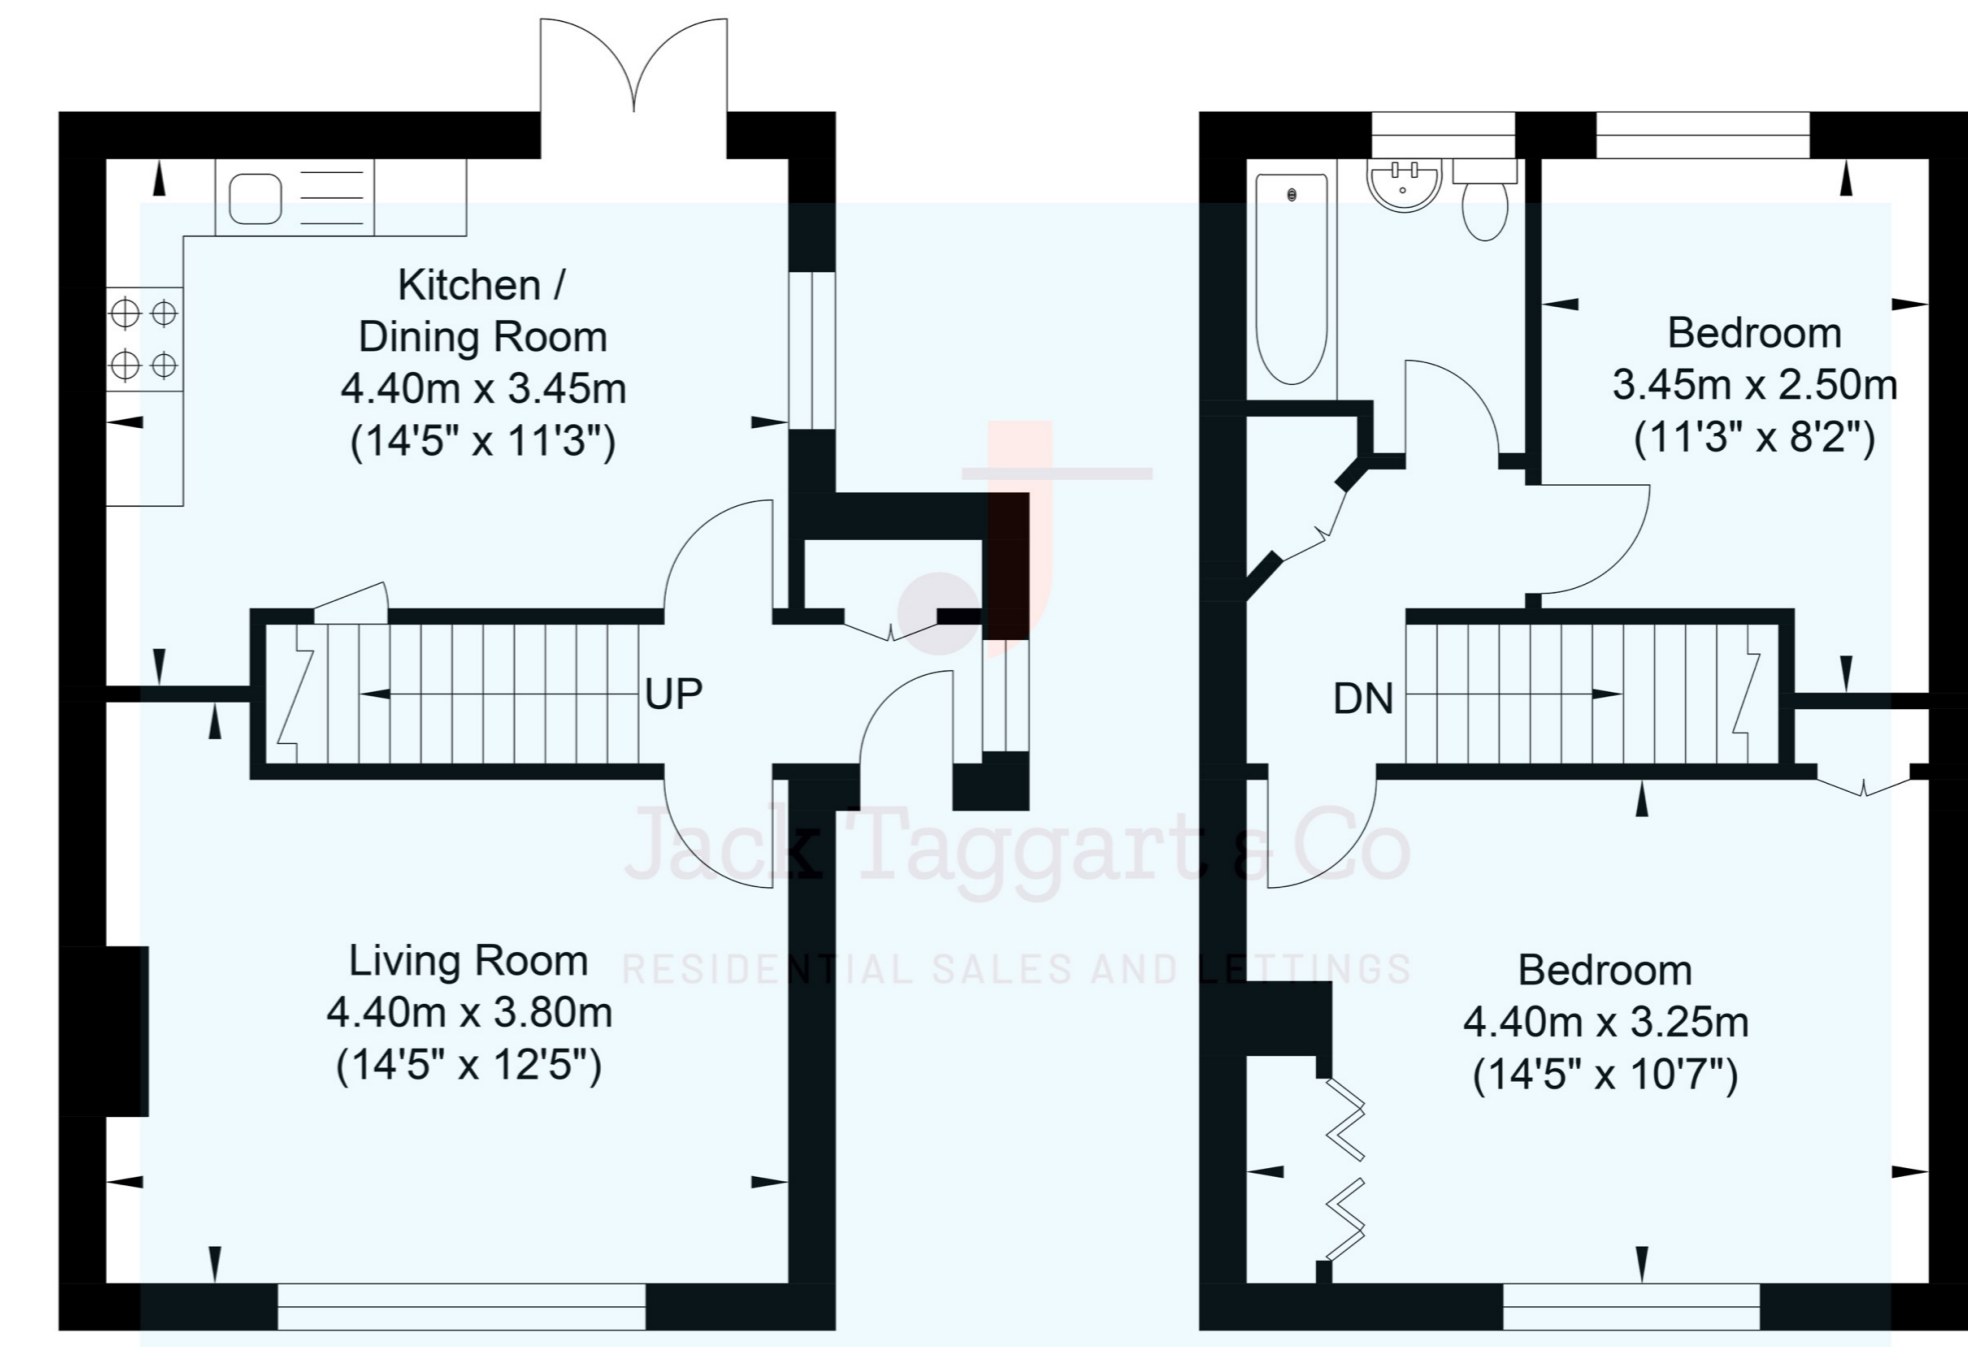 Kitchen /
Dining Room
4.40m x 3.45m
(14'5" x 11'3")
UP
Living Room
4.40m x 3.80m
(14'5" x 12'5")
Bedroom
3.45m x 2.50m
(11'3" x 8'2")
DN
Bedroom
4.40m x 3.25m
(14'5" x 10'7")
Jack Taggart & Co
RESIDENTIAL SALES AND LETTINGS